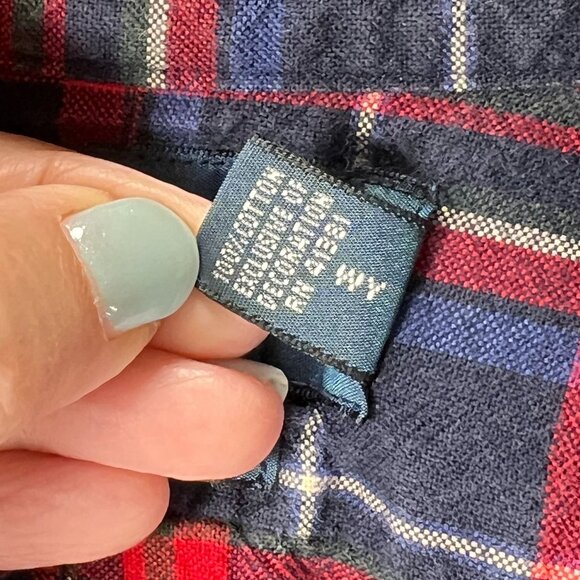 100% COTTON
EXCLUSIVE OF
DECORATION
RN 41381
WY